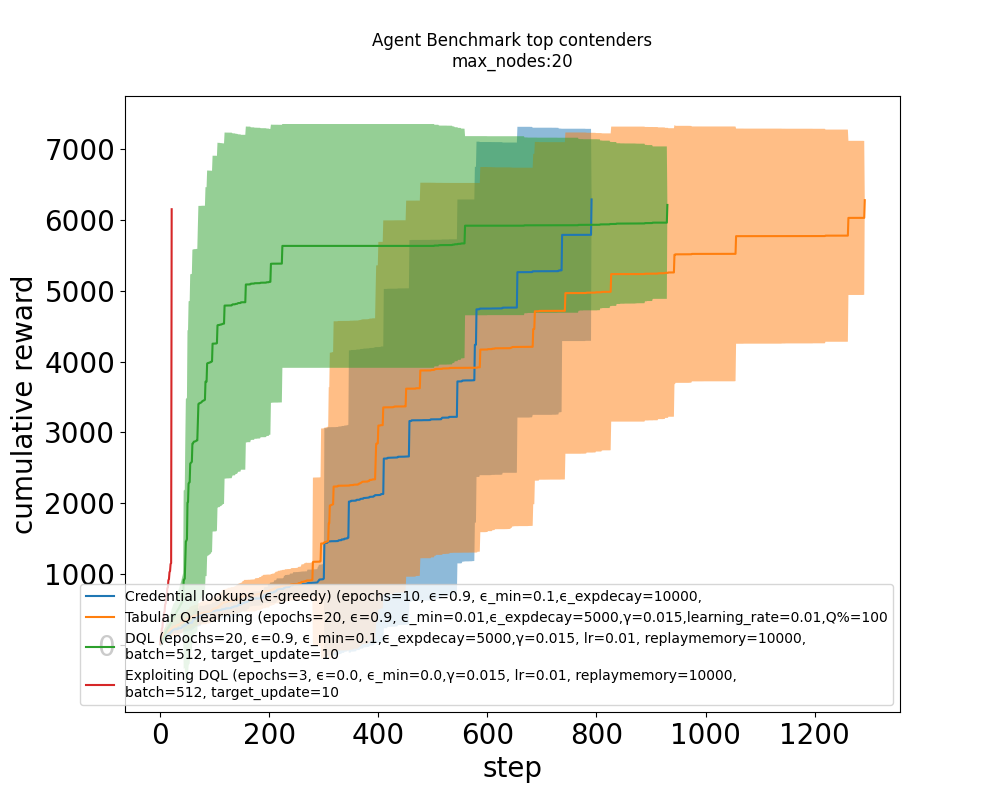 Agent Benchmark top contenders
max_nodes:20
7000
6000
5000
4000
3000
2000
1000
0
cumulative reward
Credential lookups (ϵ-greedy) (epochs=10, ϵ=0.9, ϵ_min=0.1,ϵ_expdecay=10000,
Tabular Q-learning (epochs=20, ϵ=0.9, ϵ_min=0.01,ϵ_expdecay=5000,γ=0.015,learning_rate=0.01,Q%=100
DQL (epochs=20, ϵ=0.9, ϵ_min=0.1,ϵ_expdecay=5000,γ=0.015, lr=0.01, replaymemory=10000,
batch=512, target_update=10
Exploiting DQL (epochs=3, ϵ=0.0, ϵ_min=0.0,γ=0.015, lr=0.01, replaymemory=10000,
batch=512, target_update=10
0 200 400 600 800 1000 1200
step